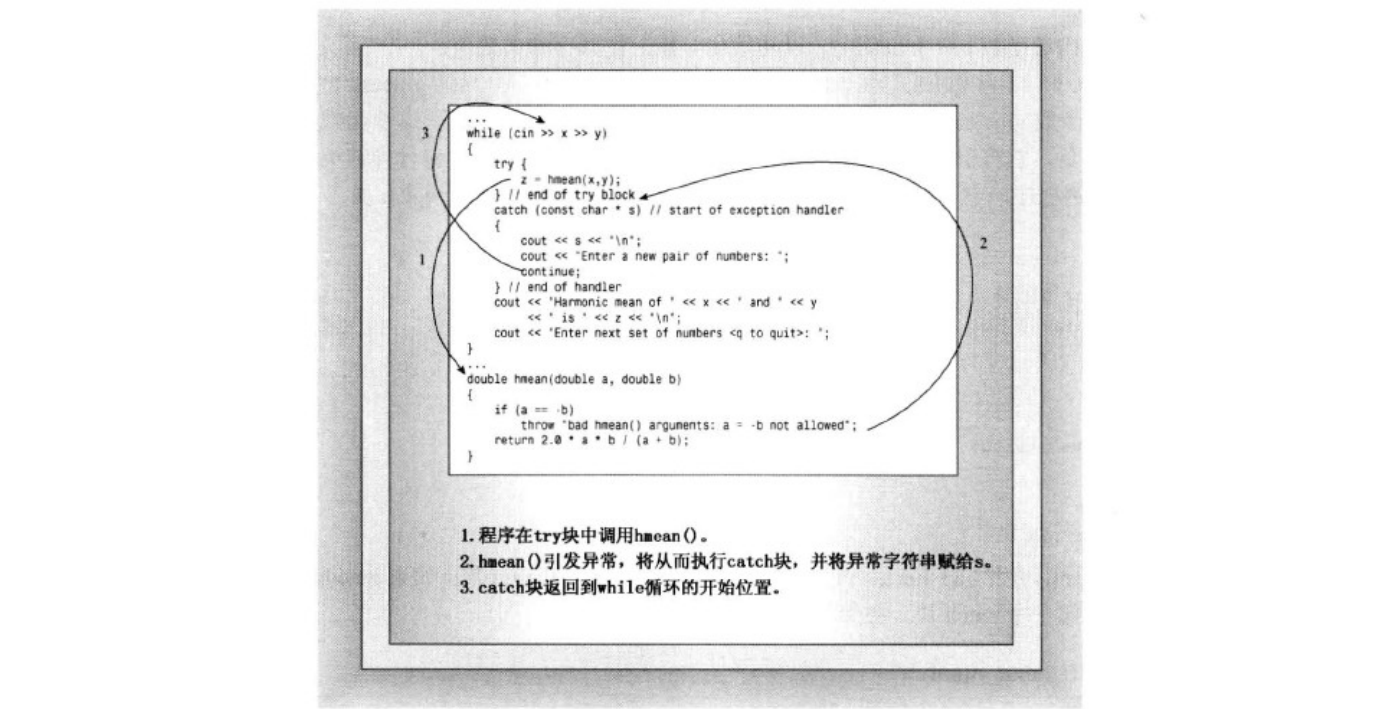 ...
while (cin >> x >> y)
{
try {
z = hmean(x,y);
} // end of try block
catch (const char * s) // start of exception handler
{
cout << s << "\n";
cout << "Enter a new pair of numbers: ";
continue;
} // end of handler
cout << "Harmonic mean of " << x << " and " << y
<< " is " << z << "\n";
cout << "Enter next set of numbers <q to quit>: ";
}
...
double hmean(double a, double b)
{
if (a == -b)
throw "bad hmean() arguments: a = -b not allowed";
return 2.0 * a * b / (a + b);
}
3
1
2
1. 程序在try块中调用hmean()。
2. hmean()引发异常，将从而执行catch块，并将异常字符串赋给s。
3. catch块返回到while循环的开始位置。